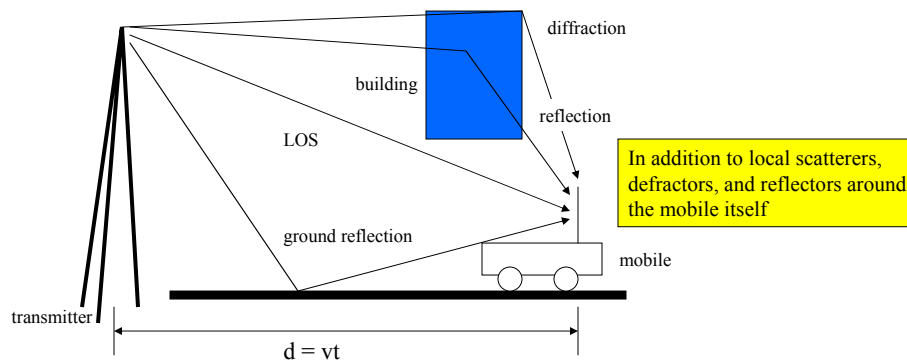 diffraction
building
reflection
LOS
In addition to local scatterers,
defractors, and reflectors around
the mobile itself
ground reflection
mobile
transmitter
d = vt